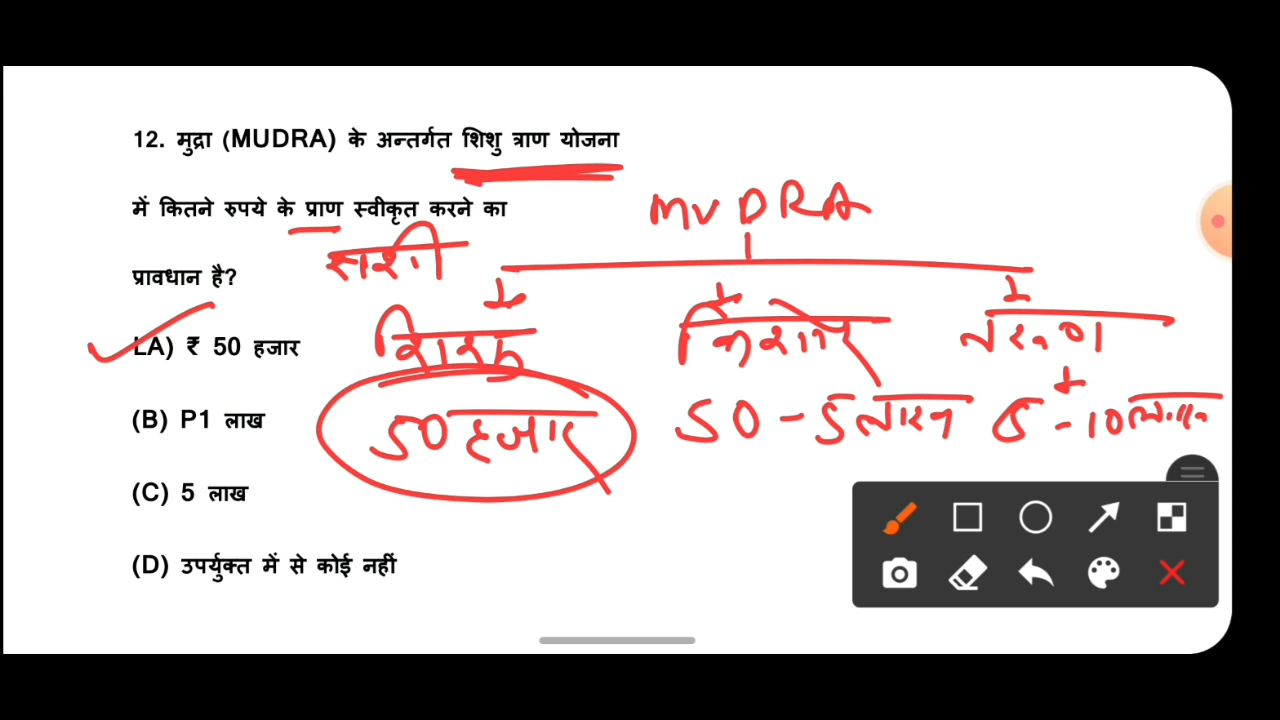 12. मुद्रा (MUDRA) के अन्तर्गत शिशु त्राण योजना
में कितने रुपये के प्राण स्वीकृत करने का
प्रावधान है?
LA) ₹ 50 हजार
(B) P1 लाख
(C) 5 लाख
(D) उपर्युक्त में से कोई नहीं
MUDRA
राशी
शिशु
किशोर
तरुण
50 हजार
50 - 5 लाख
5 - 10 लाख